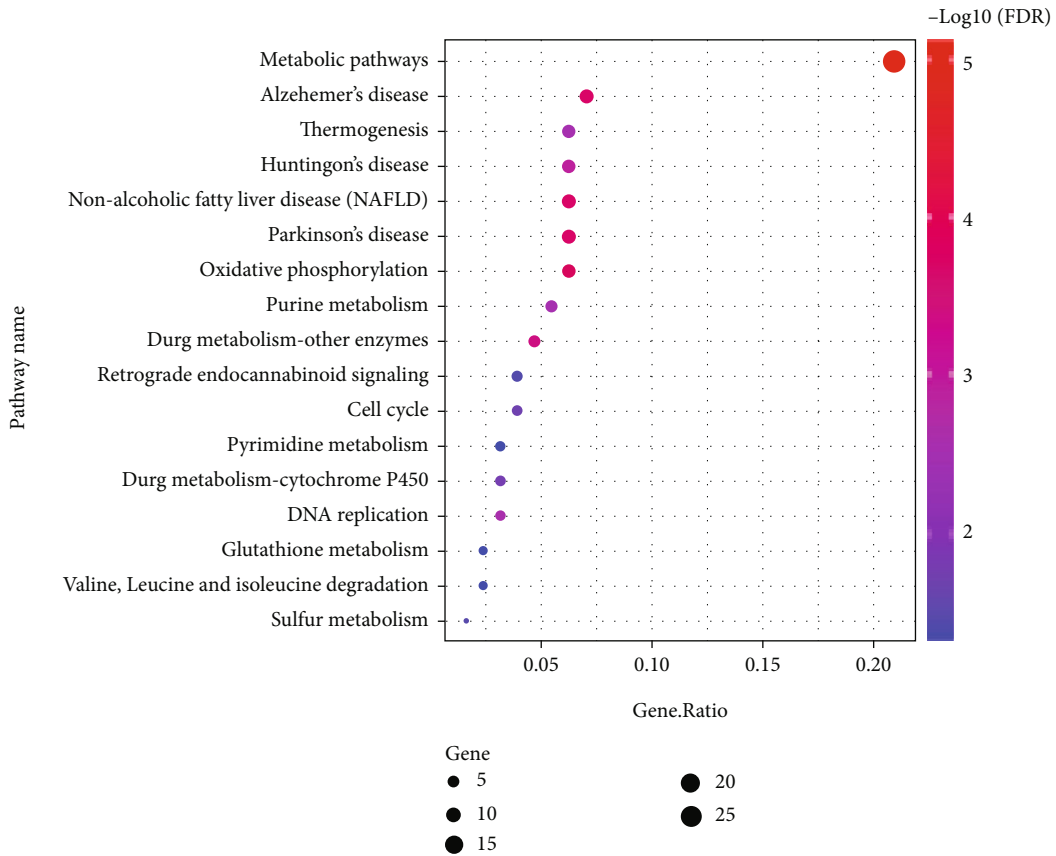 –Log10 (FDR)
Metabolic pathways
Alzehemer's disease
Thermogenesis
Huntingon's disease
Non-alcoholic fatty liver disease (NAFLD)
Parkinson's disease
Oxidative phosphorylation
Purine metabolism
Durg metabolism-other enzymes
Retrograde endocannabinoid signaling
Cell cycle
Pyrimidine metabolism
Durg metabolism-cytochrome P450
DNA replication
Glutathione metabolism
Valine, Leucine and isoleucine degradation
Sulfur metabolism
Pathway name
5
4
3
2
0.05 0.10 0.15 0.20
Gene.Ratio
Gene
5 20
10 25
15